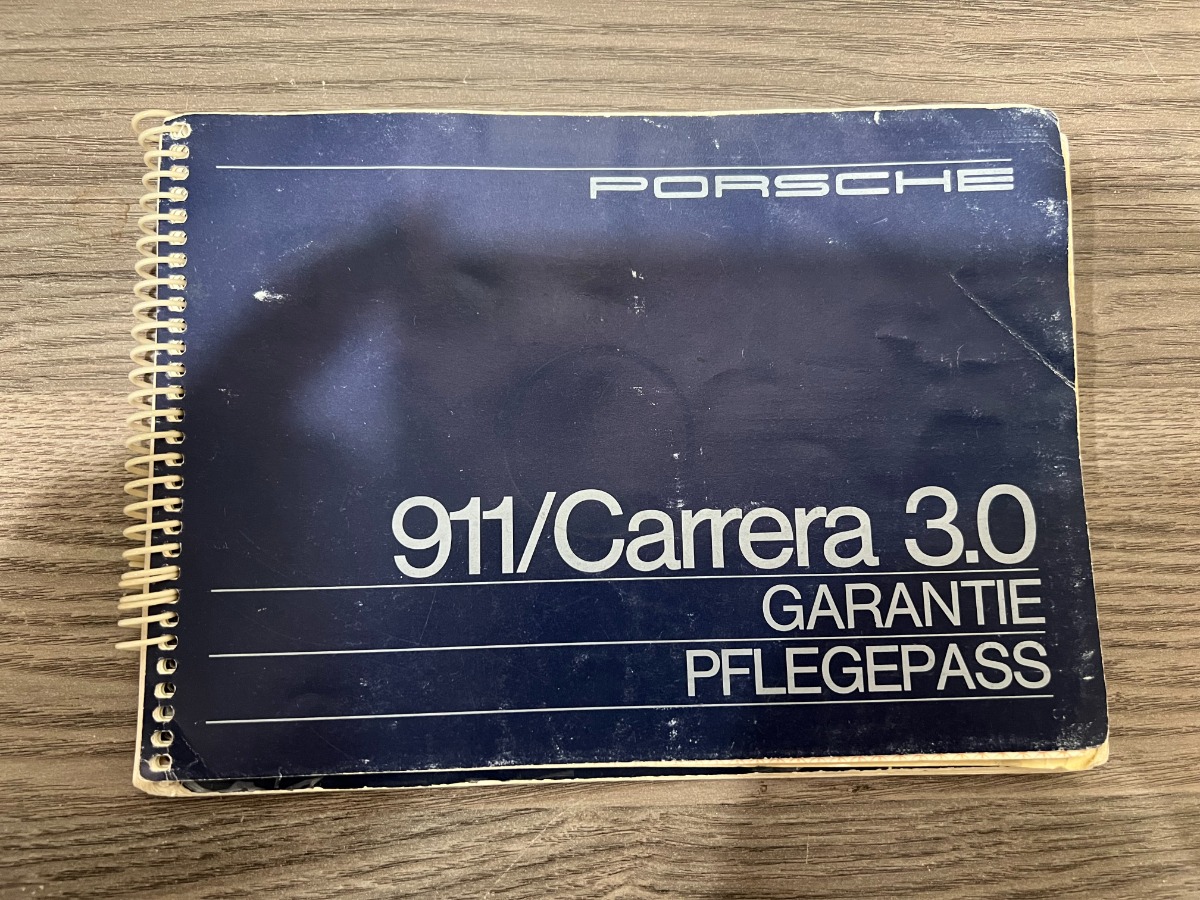 PORSCHE
911/Carrera 3.0
GARANTIE
PFLEGEPASS